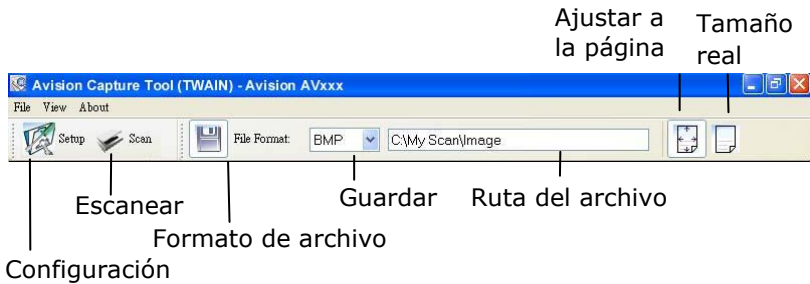 Ajustar a
la página
Tamaño
real
Avision Capture Tool (TWAIN) - Avision AVxxx
File View About
Setup Scan File Format: BMP C:\My Scan\Image
Escanear
Guardar
Ruta del archivo
Formato de archivo
Configuración